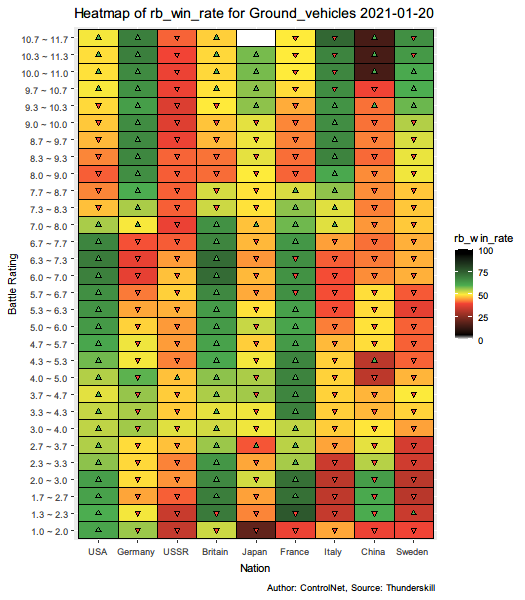 Heatmap of rb_win_rate for Ground_vehicles 2021-01-20
Battle Rating
10.7 ~ 11.7
10.3 ~ 11.3
10.0 ~ 11.0
9.7 ~ 10.7
9.3 ~ 10.3
9.0 ~ 10.0
8.7 ~ 9.7
8.3 ~ 9.3
8.0 ~ 9.0
7.7 ~ 8.7
7.3 ~ 8.3
7.0 ~ 8.0
6.7 ~ 7.7
6.3 ~ 7.3
6.0 ~ 7.0
5.7 ~ 6.7
5.3 ~ 6.3
5.0 ~ 6.0
4.7 ~ 5.7
4.3 ~ 5.3
4.0 ~ 5.0
3.7 ~ 4.7
3.3 ~ 4.3
3.0 ~ 4.0
2.7 ~ 3.7
2.3 ~ 3.3
2.0 ~ 3.0
1.7 ~ 2.7
1.3 ~ 2.3
1.0 ~ 2.0
USA Germany USSR Britain Japan France Italy China Sweden
Nation
rb_win_rate
100
75
50
25
0
Author: ControlNet, Source: Thunderskill